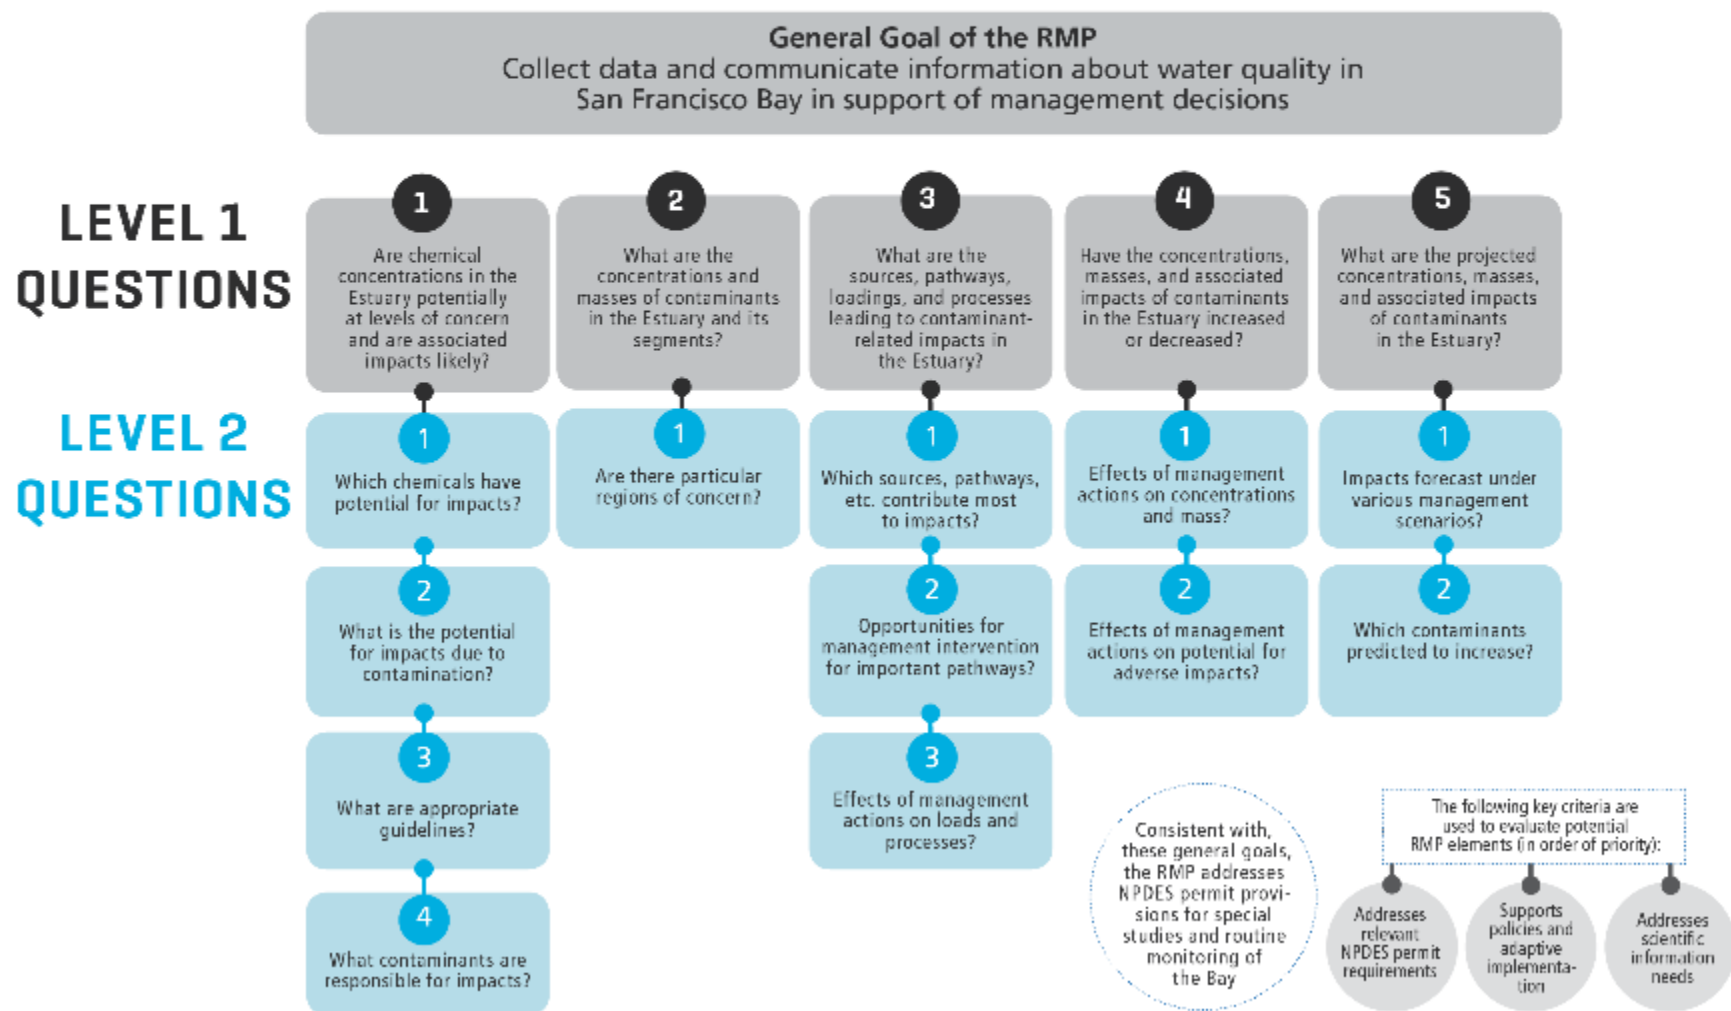 General Goal of the RMP
Collect data and communicate information about water quality in
San Francisco Bay in support of management decisions
LEVEL 1
QUESTIONS
1
Are chemical
concentrations in the
Estuary potentially
at levels of concern
and are associated
impacts likely?
2
What are the
concentrations and
masses of contaminants
in the Estuary and its
segments?
3
What are the
sources, pathways,
loadings, and processes
leading to contaminant-
related impacts in
the Estuary?
4
Have the concentrations,
masses, and associated
impacts of contaminants
in the Estuary increased
or decreased?
5
What are the projected
concentrations, masses,
and associated impacts
of contaminants
in the Estuary?
LEVEL 2
QUESTIONS
1
Which chemicals have
potential for impacts?
1
Are there particular
regions of concern?
1
Which sources, pathways,
etc. contribute most
to impacts?
1
Effects of management
actions on concentrations
and mass?
1
Impacts forecast under
various management
scenarios?
2
What is the potential
for impacts due to
contamination?
2
Opportunities for
management intervention
for important pathways?
2
Effects of management
actions on potential for
adverse impacts?
2
Which contaminants
predicted to increase?
3
What are appropriate
guidelines?
3
Effects of management
actions on loads and
processes?
4
What contaminants are
responsible for impacts?
Consistent with,
these general goals,
the RMP addresses
NPDES permit provi-
sions for special
studies and routine
monitoring of
the Bay
The following key criteria are
used to evaluate potential
RMP elements (in order of priority):
Addresses
relevant
NPDES permit
requirements
Supports
policies and
adaptive
implementa-
tion
Addresses
scientific
information
needs